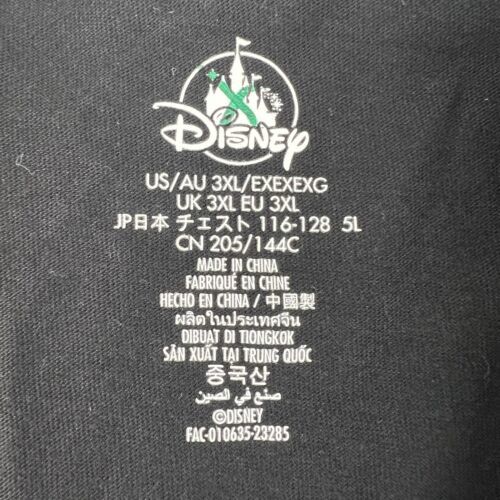 DISNEY
US/AU 3XL/EXEXEXG
UK 3XL EU 3XL
JP日本 チェスト 116-128 5L
CN 205/144C
MADE IN CHINA
FABRIQUÉ EN CHINE
HECHO EN CHINA / 中國製
ผลิตในประเทศจีน
DIBUAT DI TIONGKOK
SẢN XUẤT TẠI TRUNG QUỐC
중국산
صنع في الصين
©DISNEY
FAC-010635-23285